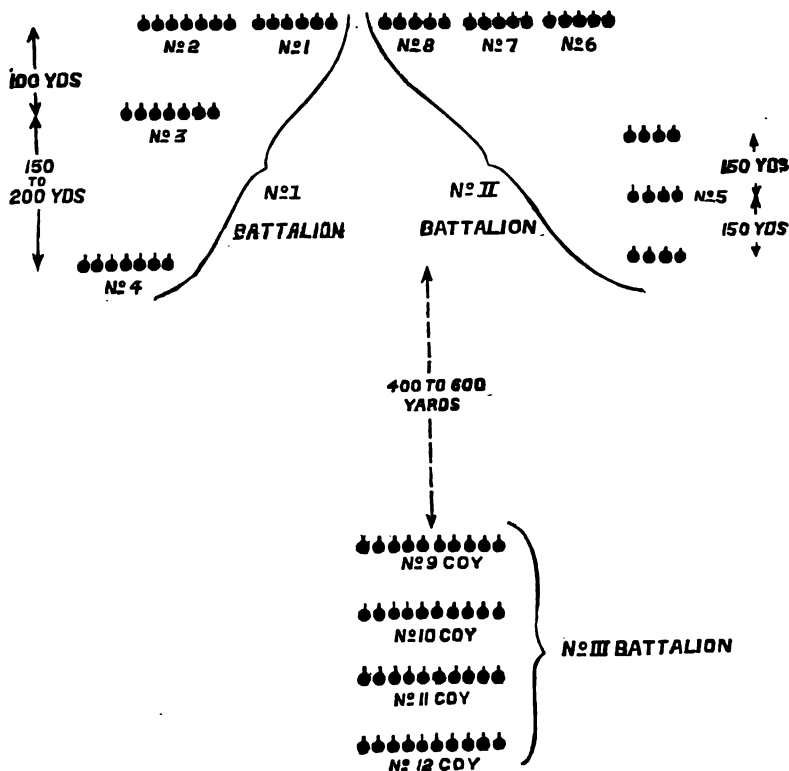 Nº 2
Nº 1
Nº 8
Nº 7
Nº 6
100 YDS
Nº 3
150
TO
200 YDS
Nº 4
Nº 1
BATTALION
Nº II
BATTALION
150 YDS
Nº 5
150 YDS
400 TO 600
YARDS
Nº 9 COY
Nº 10 COY
Nº 11 COY
Nº 12 COY
Nº III BATTALION